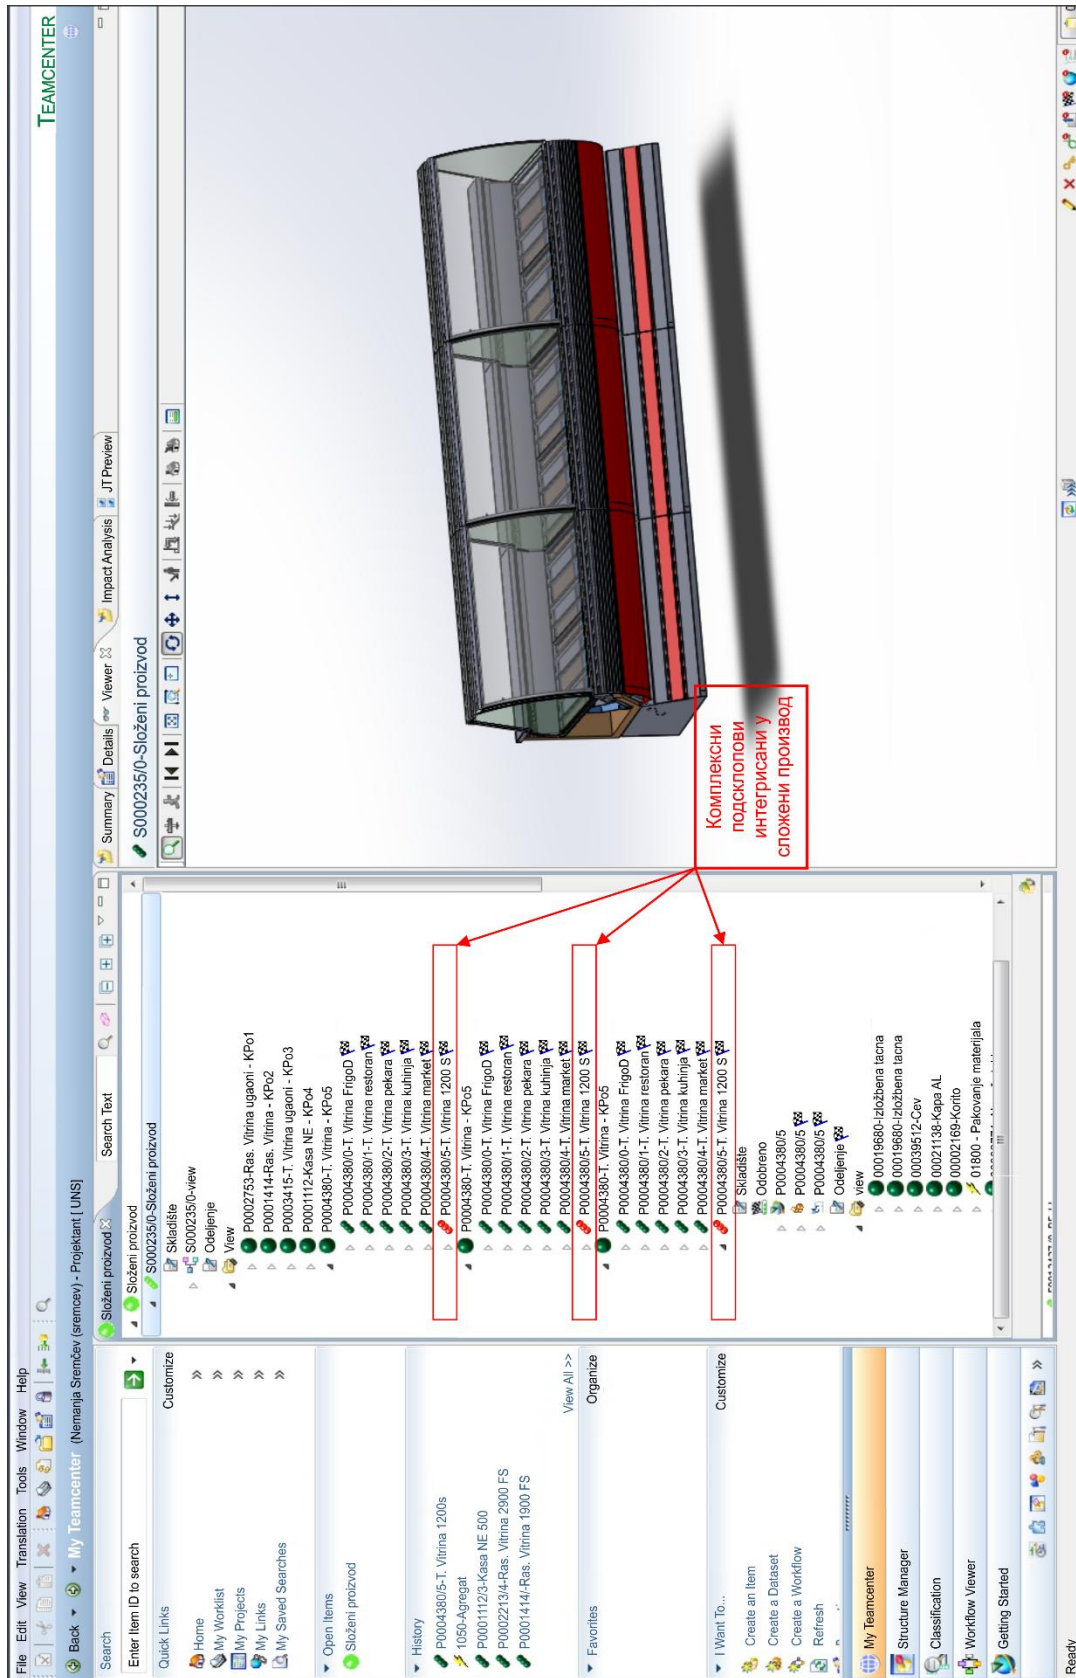 File Edit View Translation Tools Window Help
TEAMCENTER
Back My Teamcenter (Nemanja Sremčev (sremcev) - Projektant [ UNS]
Search
Enter Item ID to search
Quick Links Customize
Home
My Worklist
My Projects
My Links
My Saved Searches
Open Items
Složeni proizvod
History
P0004380/5-T. Vitrina 1200s
1050-Agregat
P0001112/3-Kasa NE 500
P0002213/4-Ras. Vitrina 2900 FS
P0001414/-Ras. Vitrina 1900 FS
View All >>
Favorites Organize
I Want To... Customize
Create an Item
Create a Dataset
Create a Workflow
Refresh
My Teamcenter
Structure Manager
Classification
Workflow Viewer
Getting Started
Ready
Složeni proizvod Search Text
Složeni proizvod
S000235/0-Složeni proizvod
Skladište
S000235/0-view
Odeljenje
View
P0002753-Ras. Vitrina ugaoni - KPo1
P0001414-Ras. Vitrina - KPo2
P0003415-T. Vitrina ugaoni - KPo3
P0001112-Kasa NE - KPo4
P0004380-T. Vitrina - KPo5
P0004380/0-T. Vitrina FrigoD
P0004380/1-T. Vitrina restoran
P0004380/2-T. Vitrina pekara
P0004380/3-T. Vitrina kuhinja
P0004380/4-T. Vitrina market
P0004380/5-T. Vitrina 1200 S
P0004380-T. Vitrina - KPo5
P0004380/0-T. Vitrina FrigoD
P0004380/1-T. Vitrina restoran
P0004380/2-T. Vitrina pekara
P0004380/3-T. Vitrina kuhinja
P0004380/4-T. Vitrina market
P0004380/5-T. Vitrina 1200 S
P0004380-T. Vitrina - KPo5
P0004380/0-T. Vitrina FrigoD
P0004380/1-T. Vitrina restoran
P0004380/2-T. Vitrina pekara
P0004380/3-T. Vitrina kuhinja
P0004380/4-T. Vitrina market
P0004380/5-T. Vitrina 1200 S
Skladište
Odobreno
P0004380/5
P0004380/5
P0004380/5
Odeljenje
view
00019680-Izložbena tacna
00019680-Izložbena tacna
00039512-Cev
00021138-Kapa AL
00002169-Korito
01800 - Pakovanje materijala
Summary Details Viewer Impact Analysis JT Preview
S000235/0-Složeni proizvod
Комплексни
подсклопови
интегрисани у
сложени производ